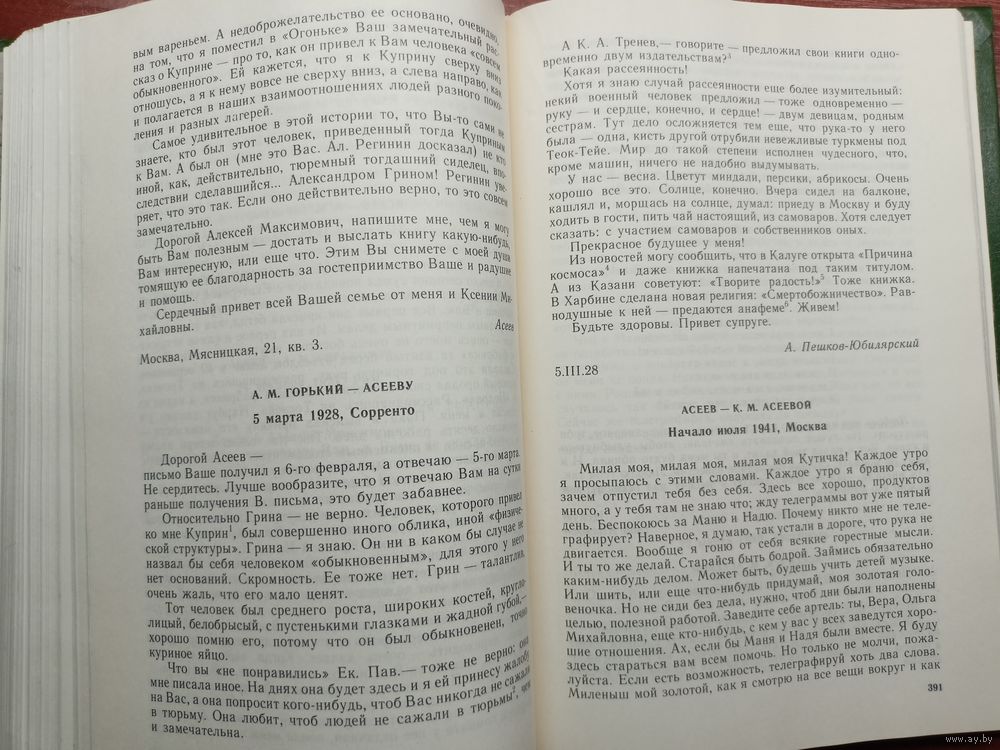 вым вареньем. А недоброжелательство ее основано, очевидно,
на том, что я поместил в «Огоньке» Ваш замечательный рас-
сказ о Куприне — про то, как он привел к Вам человека «совсем
обыкновенного». Ей кажется, что я к Куприну сверху вниз
отношусь, а я к нему вовсе не сверху вниз, а слева направо, как
и полагается в наших взаимоотношениях людей разного поко-
ления и разных лагерей.
Самое удивительное в этой истории то, что Вы-то сами не
знаете, кто был этот человек, приведенный тогда Куприным
к Вам. А был он (мне это Вас. Ал. Регинин досказал) не кто
иной, как, действительно, тюремный тогдашний сиделец, впо-
следствии сделавшийся... Александром Грином! Регинин уве-
ряет, что это так. Если оно действительно верно, то это совсем
замечательно.
Дорогой Алексей Максимович, напишите мне, чем я могу
быть Вам полезным — достать и выслать книгу какую-нибудь,
Вам интересную, или еще что. Этим Вы снимете с моей души
томящую ее благодарность за гостеприимство Ваше и радушие
и помощь.
Сердечный привет всей Вашей семье от меня и Ксении Ми-
хайловны.
Асеев
Москва, Мясницкая, 21, кв. 3.
А. М. ГОРЬКИЙ — АСЕЕВУ
5 марта 1928, Сорренто
Дорогой Асеев —
письмо Ваше получил я 6-го февраля, а отвечаю — 5-го марта.
Не сердитесь. Лучше вообразите, что я отвечаю Вам на сутки
раньше получения В. письма, это будет забавнее.
Относительно Грина — не верно. Человек, которого привел
ко мне Куприн¹, был совершенно иного облика, иной «физиче-
ской структуры». Грина — я знаю. Он ни в каком бы случае не
назвал бы себя человеком «обыкновенным», для этого у него
нет оснований. Скромность. Ее тоже нет. Грин — талантлив,
очень жаль, что его мало ценят.
Тот человек был среднего роста, широких костей, кругло-
лицый, белобрысый, с пустенькими глазками и жадной губой,—
хорошо помню его, потому что он был обыкновенен, точно
куриное яйцо.
Что вы «не понравились» Ек. Пав.— тоже не верно: она
мне писала иное. На днях она будет здесь и я ей принесу жалобу
на Вас, а она попросит кого-нибудь, чтоб Вас никогда не сажали
в тюрьму. Она любит, чтоб людей не сажали в тюрьмы², чем
и замечательна.
А К. А. Тренев,— говорите — предложил свои книги одно-
временно двум издательствам?³
Какая рассеянность!
Хотя я знаю случай рассеянности еще более изумительный:
некий военный человек предложил — тоже одновременно —
руку — и сердце, конечно, и сердце! — двум девицам, родным
сестрам. Тут дело осложняется тем еще, что рука-то у него
была — одна, кисть другой отрубили невежливые туркмены под
Теок-Тейе. Мир до такой степени исполнен чудесного, что,
кроме машин, ничего не надобно выдумывать.
У нас — весна. Цветут миндали, персики, абрикосы. Очень
хорошо все это. Солнце, конечно. Вчера сидел на балконе,
кашлял и, морщась на солнце, думал: приеду в Москву и буду
ходить в гости, пить чай настоящий, из самоваров. Хотя следует
сказать: с участием самоваров и собственников оных.
Прекрасное будущее у меня!
Из новостей могу сообщить, что в Калуге открыта «Причина
космоса»⁴ и даже книжка напечатана под таким титулом.
А из Казани советуют: «Творите радость!»⁵ Тоже книжка.
В Харбине сделана новая религия: «Смертобожничество». Рав-
нодушные к ней — предаются анафеме⁶. Живем!
Будьте здоровы. Привет супруге.
А. Пешков-Юбилярский
5.III.28
АСЕЕВ — К. М. АСЕЕВОЙ
Начало июля 1941, Москва
Милая моя, милая моя, милая моя Кутичка! Каждое утро
я просыпаюсь с этими словами. Каждое утро я браню себя,
зачем отпустил тебя без себя. Здесь все хорошо, продуктов
много, а у тебя там не знаю что; жду телеграммы вот уже пятый
день. Беспокоюсь за Маню и Надю. Почему никто мне не теле-
графирует? Наверное, я думаю, так устали в дороге, что рука не
двигается. Вообще я гоню от себя всякие горестные мысли.
И ты то же делай. Старайся быть бодрой. Займись обязательно
каким-нибудь делом. Может быть, будешь учить детей музыке.
Или шить, или еще что-нибудь придумай, моя золотая голо-
веночка. Но не сиди без дела, нужно, чтоб дни были наполнены
целью, полезной работой. Заведите себе артель: ты, Вера, Ольга
Михайловна, еще кто-нибудь, с кем у вас у всех заведутся хоро-
шие отношения. Ах, если бы Маня и Надя были вместе. Я буду
здесь стараться вам всем помочь. Но только не молчи, пожа-
луйста. Если есть возможность, телеграфируй хоть два слова.
Миленыш мой золотой, как я смотрю на все вещи вокруг и как
391
www.ay.by